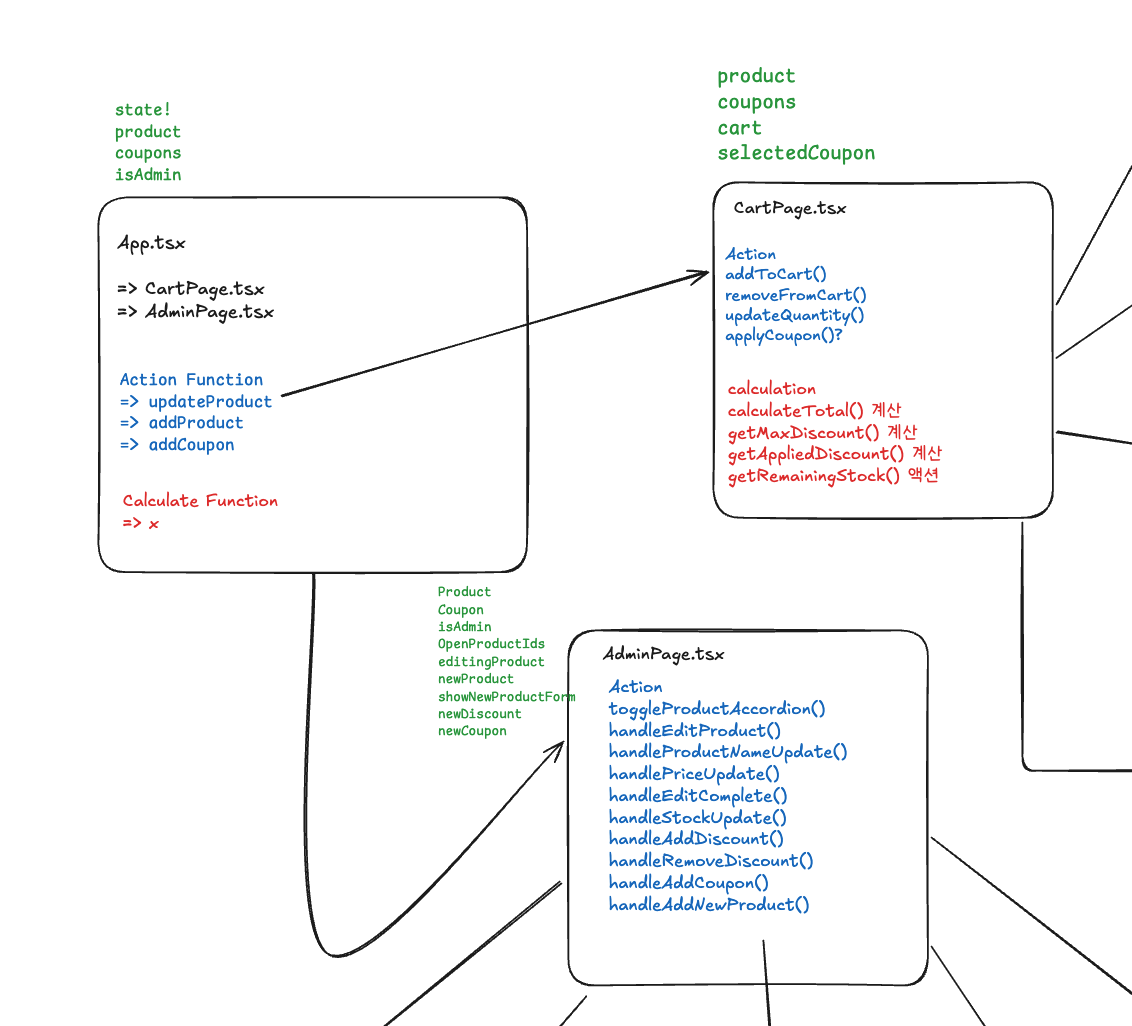 state!
product
coupons
isAdmin
App.tsx
=> CartPage.tsx
=> AdminPage.tsx
Action Function
=> updateProduct
=> addProduct
=> addCoupon
Calculate Function
=> x
product
coupons
cart
selectedCoupon
CartPage.tsx
Action
addToCart()
removeFromCart()
updateQuantity()
applyCoupon()?
calculation
calculateTotal() 계산
getMaxDiscount() 계산
getAppliedDiscount() 계산
getRemainingStock() 액션
Product
Coupon
isAdmin
OpenProductIds
editingProduct
newProduct
showNewProductForm
newDiscount
newCoupon
AdminPage.tsx
Action
toggleProductAccordion()
handleEditProduct()
handleProductNameUpdate()
handlePriceUpdate()
handleEditComplete()
handleStockUpdate()
handleAddDiscount()
handleRemoveDiscount()
handleAddCoupon()
handleAddNewProduct()